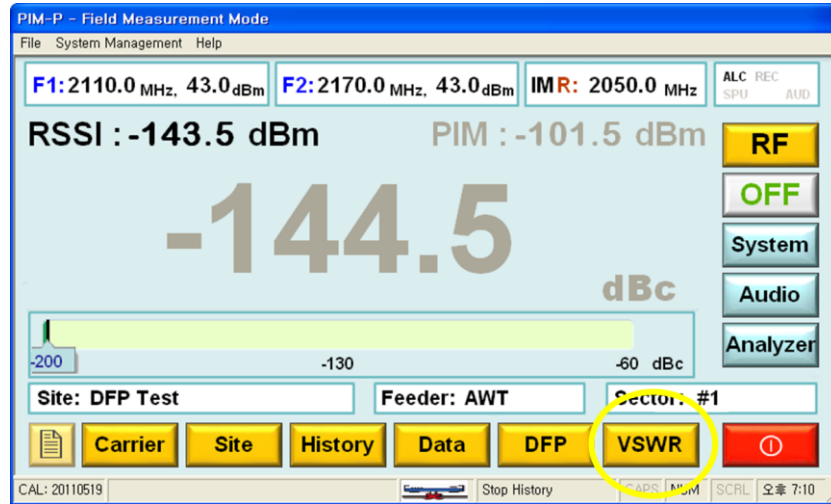 PIM-P - Field Measurement Mode
File System Management Help
F1: 2110.0 MHz, 43.0 dBm F2: 2170.0 MHz, 43.0 dBm IMR: 2050.0 MHz ALC REC
SPU AUD
RSSI : -143.5 dBm PIM : -101.5 dBm RF
-144.5 OFF
System
dBc Audio
Analyzer
-200 -130 -60 dBc
Site: DFP Test Feeder: AWT Sector: #1
Carrier Site History Data DFP VSWR
CAL: 20110519 Stop History CAPS NUM SCRL 오후 7:10